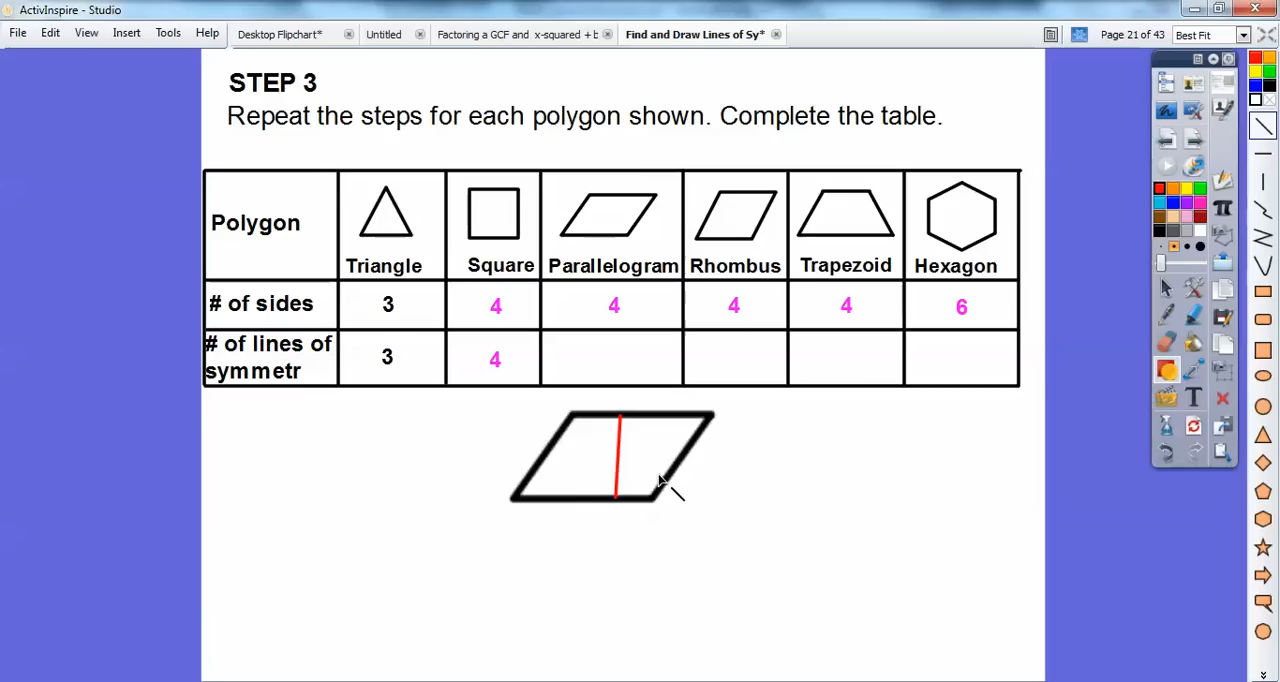 ActivInspire - Studio
File Edit View Insert Tools Help
Desktop Flipchart* Untitled Factoring a GCF and x-squared + b Find and Draw Lines of Sy* Page 21 of 43 Best Fit
STEP 3
Repeat the steps for each polygon shown. Complete the table.
Polygon
Triangle Square Parallelogram Rhombus Trapezoid Hexagon
# of sides 3 4 4 4 4 6
# of lines of
symmetr 3 4